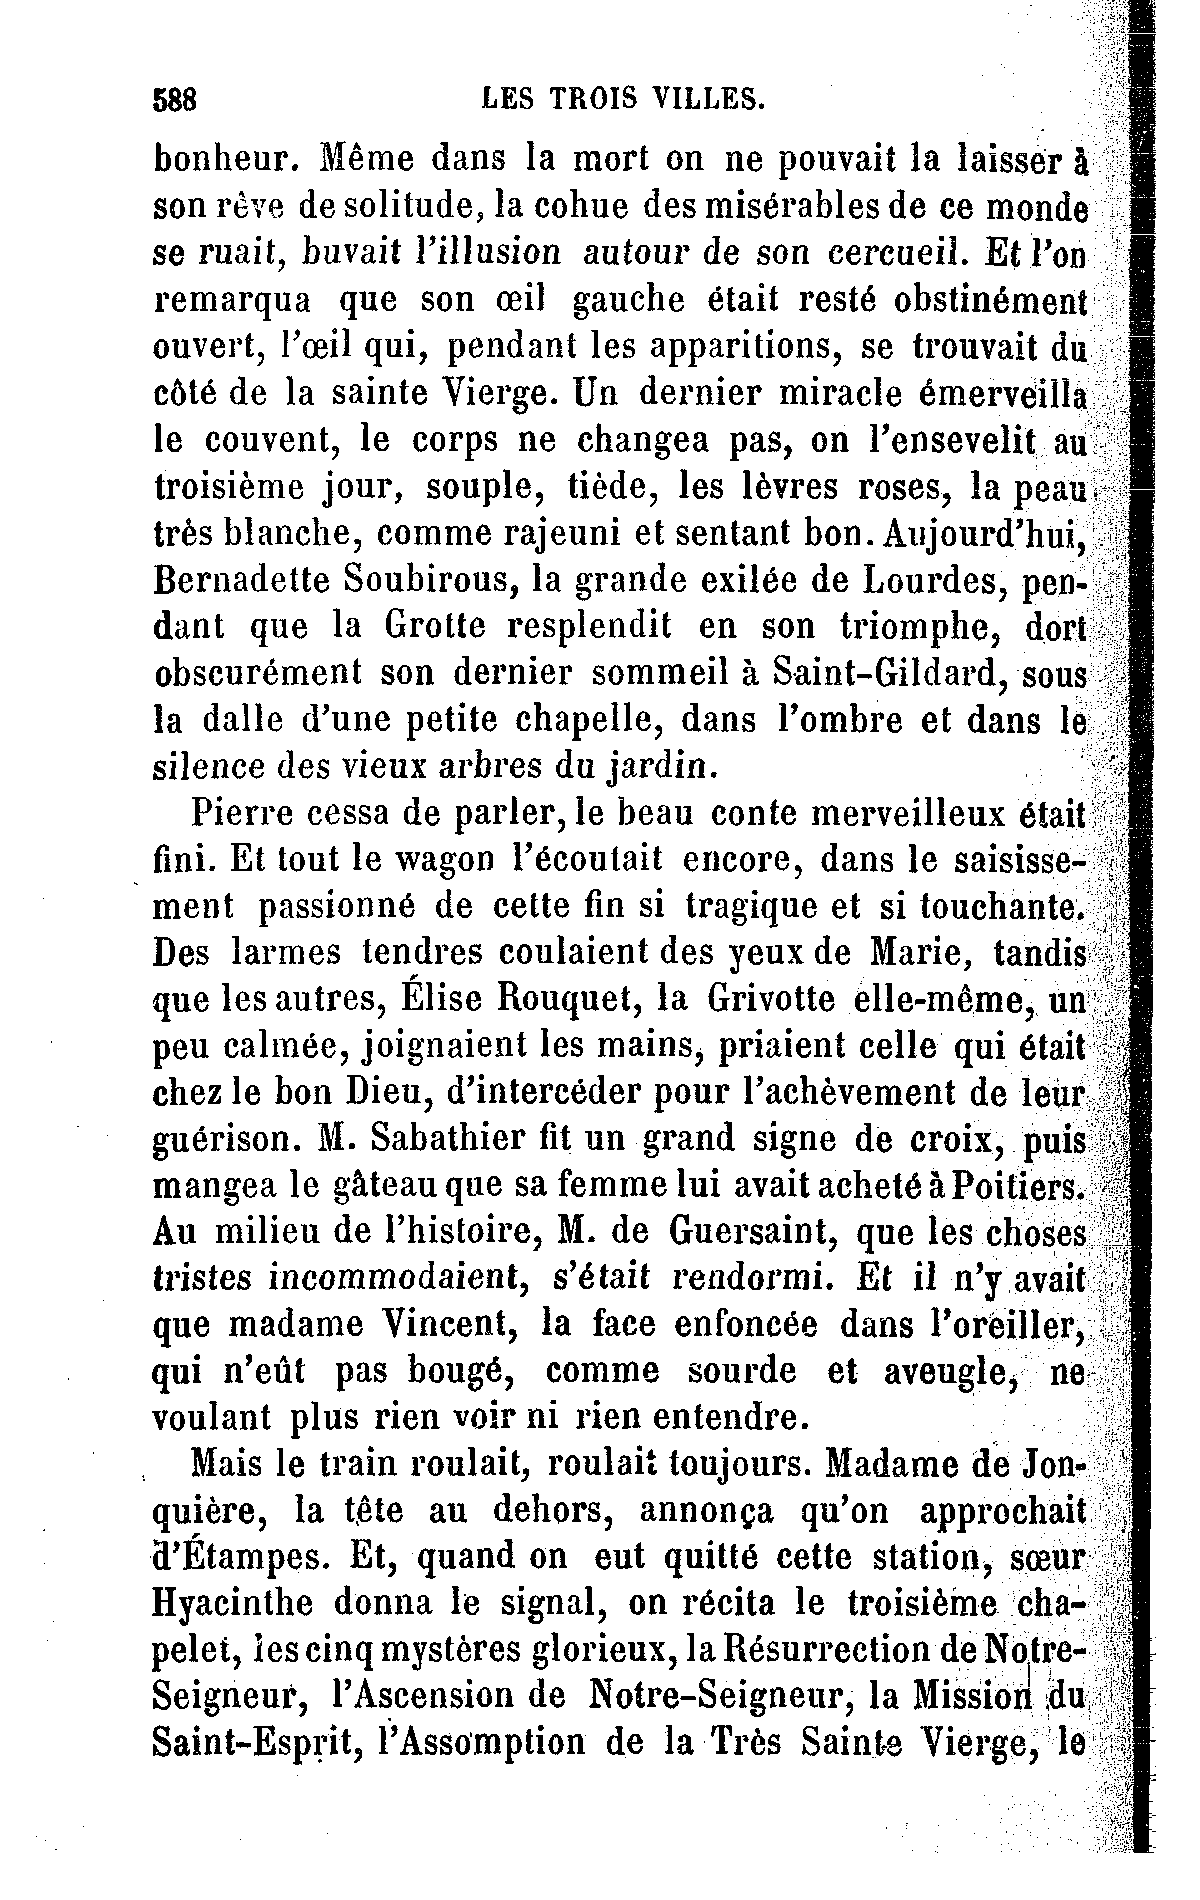 588 LES TROIS VILLES.
bonheur. Même dans la mort on ne pouvait la laisser à
son rêve de solitude, la cohue des misérables de ce monde
se ruait, buvait l'illusion autour de son cercueil. Et l'on
remarqua que son œil gauche était resté obstinément
ouvert, l'œil qui, pendant les apparitions, se trouvait du
côté de la sainte Vierge. Un dernier miracle émerveilla
le couvent, le corps ne changea pas, on l'ensevelit au
troisième jour, souple, tiède, les lèvres roses, la peau
très blanche, comme rajeuni et sentant bon. Aujourd'hui,
Bernadette Soubirous, la grande exilée de Lourdes, pen-
dant que la Grotte resplendit en son triomphe, dort
obscurément son dernier sommeil à Saint-Gildard, sous
la dalle d'une petite chapelle, dans l'ombre et dans le
silence des vieux arbres du jardin.
Pierre cessa de parler, le beau conte merveilleux était
fini. Et tout le wagon l'écoutait encore, dans le saisisse-
ment passionné de cette fin si tragique et si touchante.
Des larmes tendres coulaient des yeux de Marie, tandis
que les autres, Élise Rouquet, la Grivotte elle-même, un
peu calmée, joignaient les mains, priaient celle qui était
chez le bon Dieu, d'intercéder pour l'achèvement de leur
guérison. M. Sabathier fit un grand signe de croix, puis
mangea le gâteau que sa femme lui avait acheté à Poitiers.
Au milieu de l'histoire, M. de Guersaint, que les choses
tristes incommodaient, s'était rendormi. Et il n'y avait
que madame Vincent, la face enfoncée dans l'oreiller,
qui n'eût pas bougé, comme sourde et aveugle, ne
voulant plus rien voir ni rien entendre.
Mais le train roulait, roulait toujours. Madame de Jon-
quière, la tête au dehors, annonça qu'on approchait
d'Étampes. Et, quand on eut quitté cette station, sœur
Hyacinthe donna le signal, on récita le troisième cha-
pelet, les cinq mystères glorieux, la Résurrection de Notre-
Seigneur, l'Ascension de Notre-Seigneur, la Mission du
Saint-Esprit, l'Assomption de la Très Sainte Vierge, le